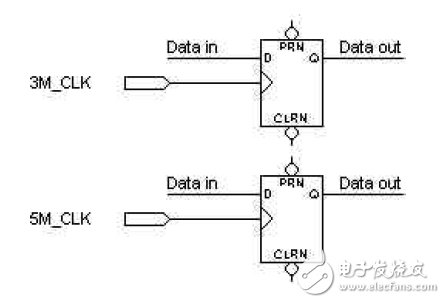 Data in
PRN
Data out
D
Q
3M_CLK
CLRN
Data in
PRN
Data out
D
Q
5M_CLK
CLRN
电子发烧友
www.elecfans.com